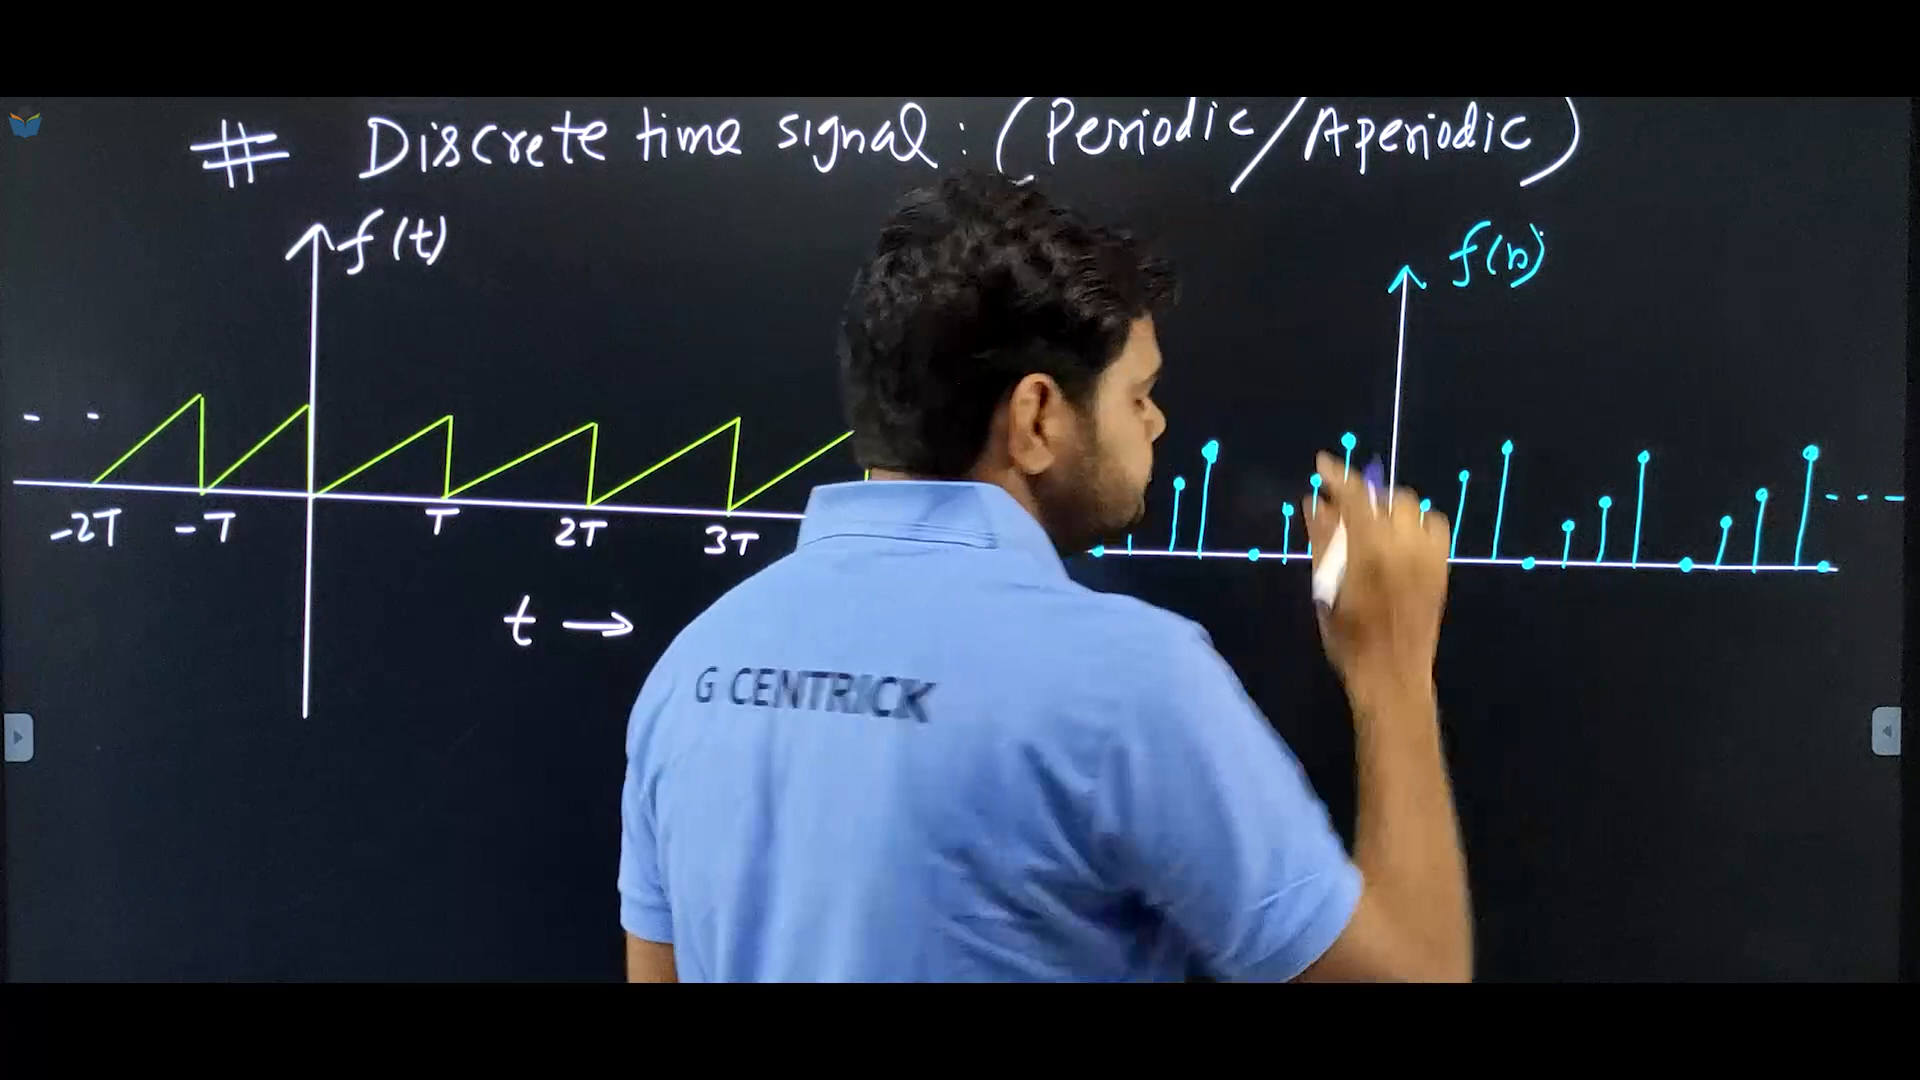 # Discrete time signal : (Periodic/Aperiodic)
f(t)
f(n)
-2T -T T 2T 3T
t →
G CENTRICK